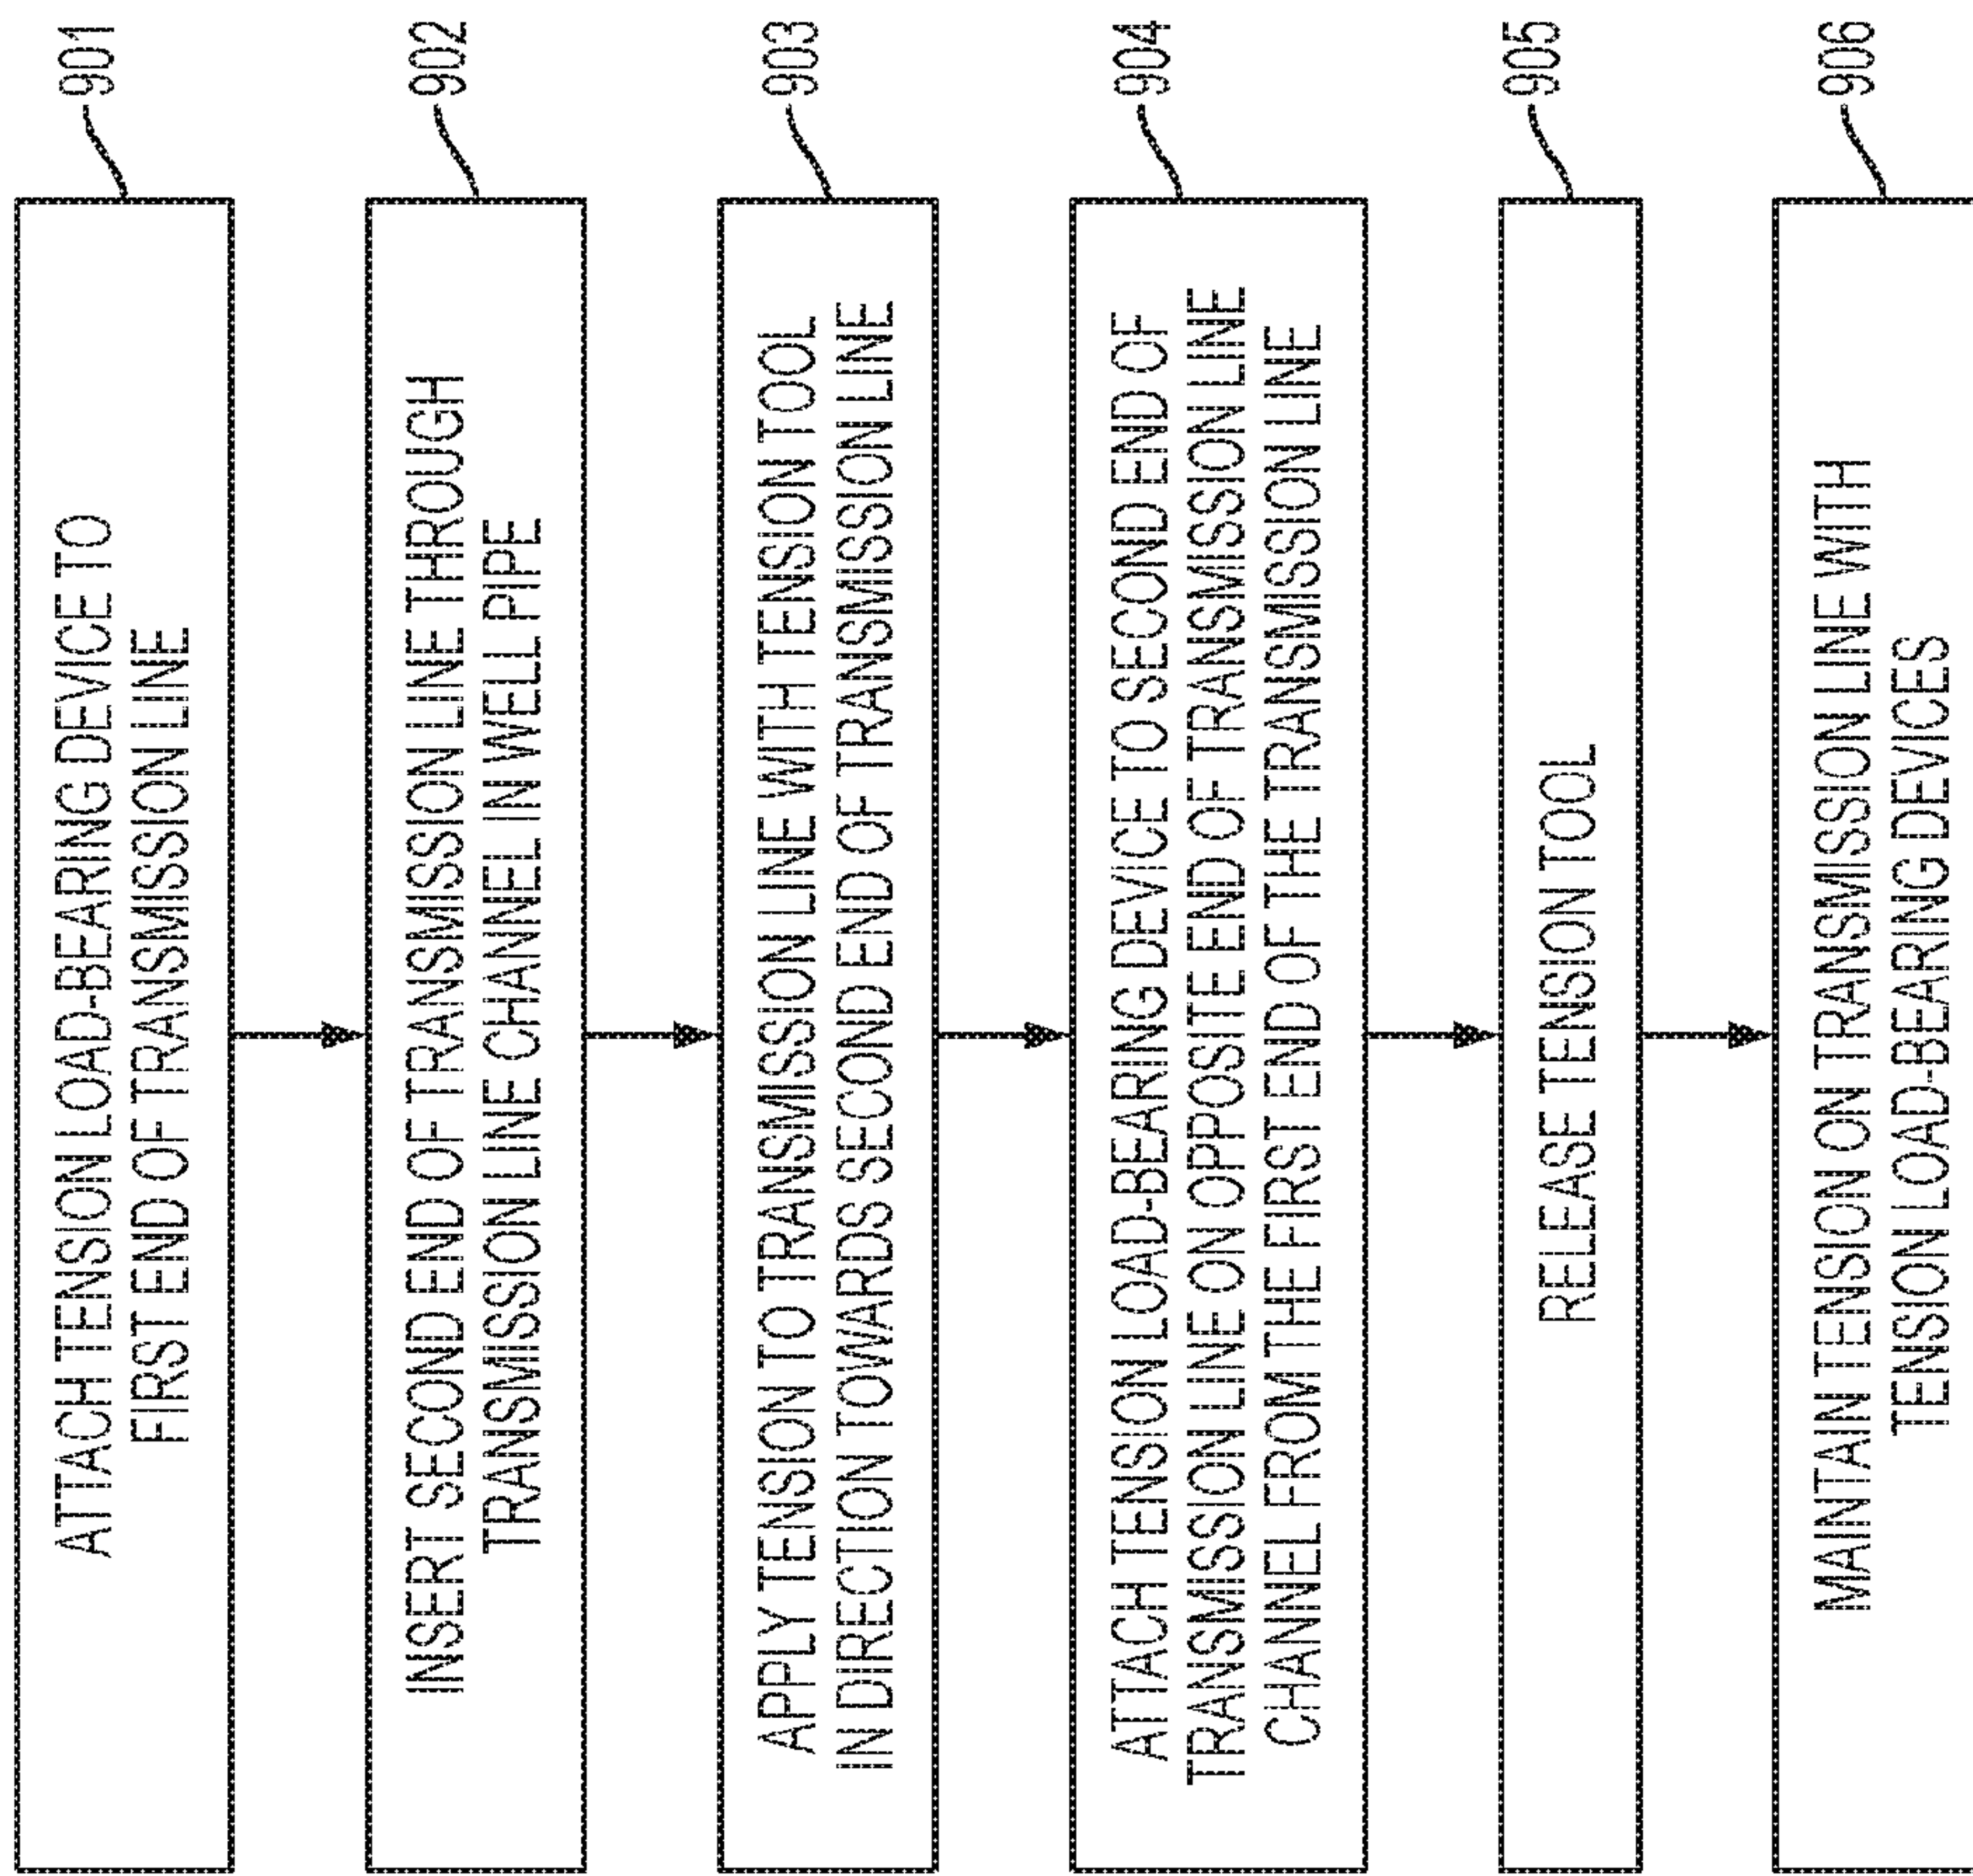 ATTACH TENSION LOAD-BEARING DEVICE TO
FIRST END OF TRANSMISSION LINE
901
INSERT SECOND END OF TRANSMISSION LINE THROUGH
TRANSMISSION LINE CHANNEL IN WELL PIPE
902
APPLY TENSION TO TRANSMISSION LINE WITH TENSION TOOL
IN DIRECTION TOWARDS SECOND END OF TRANSMISSION LINE
903
ATTACH TENSION LOAD-BEARING DEVICE TO SECOND END OF
TRANSMISSION LINE ON OPPOSITE END OF TRANSMISSION LINE
CHANNEL FROM THE FIRST END OF THE TRANSMISSION LINE
904
RELEASE TENSION TOOL
905
MAINTAIN TENSION ON TRANSMISSION LINE WITH
TENSION LOAD-BEARING DEVICES
906